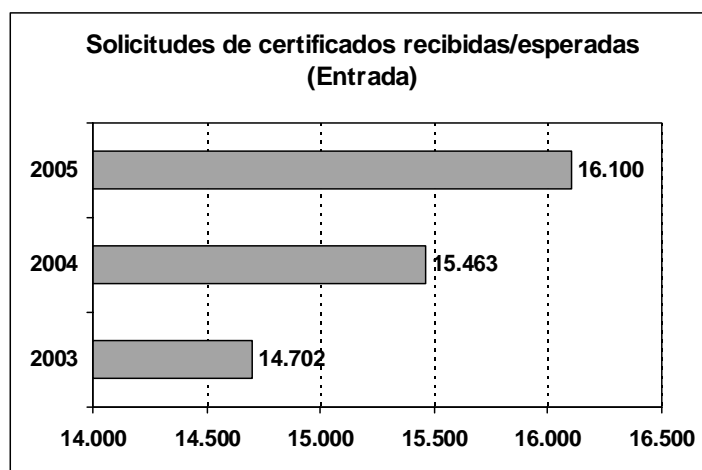 Solicitudes de certificados recibidas/esperadas
(Entrada)
2005
16.100
2004
15.463
2003
14.702
14.000 14.500 15.000 15.500 16.000 16.500